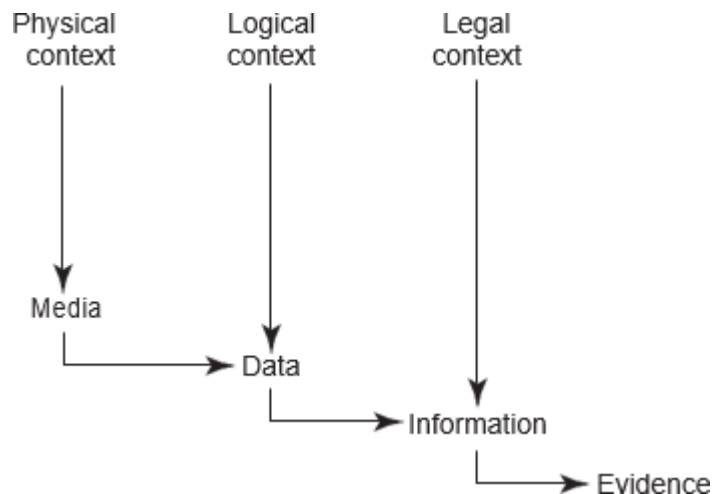 Physical
context
Logical
context
Legal
context
Media
Data
Information
Evidence